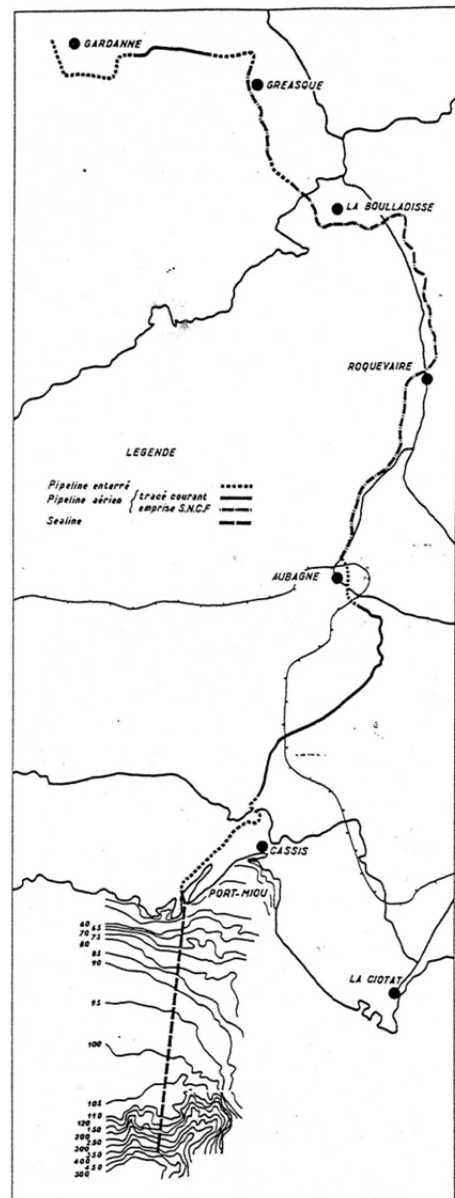 GARDANNE
GREASQUE
LA BOULLADISSE
ROQUEVAIRE
LEGENDE
Pipeline enterré
Pipeline aérien { tracé courant
emprise S.N.C.F
Sealine
AUBAGNE
CASSIS
PORT-MIOU
LA CIOTAT
60
65
70
75
80
85
90
95
100
105
110
120
150
200
250
300
350
400
450
500